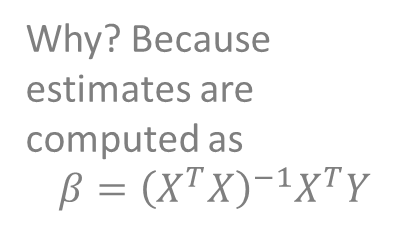 Why? Because
estimates are
computed as
β = (XᵀX)⁻¹XᵀY